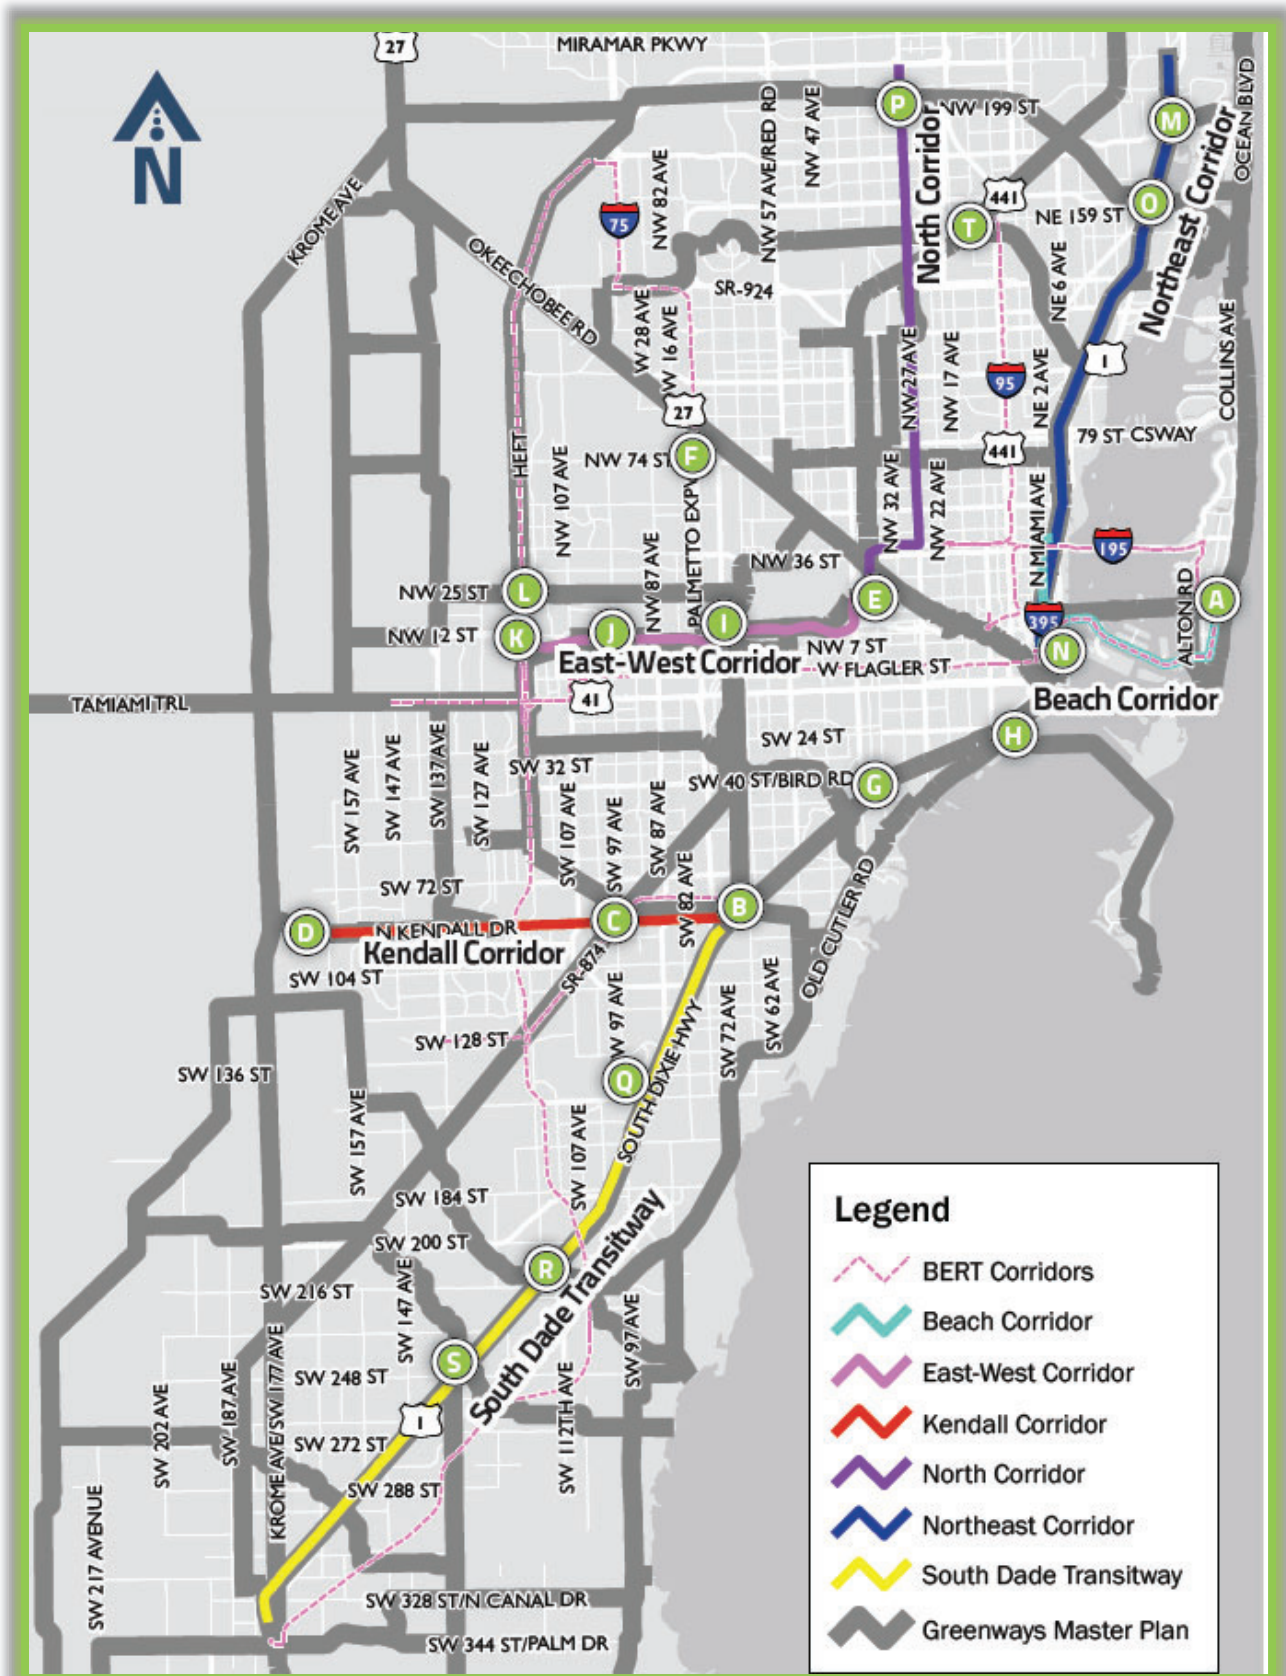 27
MIRAMAR PKWY
N
KROME AVE
OKEECHOBEE RD
75
NW 82 AVE
NW 57 AVE/RED RD
NW 47 AVE
P
NW 199 ST
North Corridor
M
OCEAN BLVD
441
T
NE 159 ST
O
Northeast Corridor
NE 6 AVE
SR-924
W 28 AVE
W 16 AVE
27
NW 27 AVE
NW 17 AVE
95
NE 2 AVE
1
COLLINS AVE
HEFT
NW 107 AVE
NW 74 ST
F
PALMETTO EXPY
441
79 ST CSWAY
NW 32 AVE
NW 22 AVE
N MIAMI AVE
195
NW 36 ST
NW 87 AVE
NW 25 ST
L
E
A
ALTON RD
395
NW 12 ST
K
J
I
N
NW 7 ST
W FLAGLER ST
East-West Corridor
41
TAMIAMI TRL
Beach Corridor
H
SW 24 ST
SW 32 ST
SW 40 ST/BIRD RD
G
SW 157 AVE
SW 147 AVE
SW 137 AVE
SW 127 AVE
SW 107 AVE
SW 97 AVE
SW 87 AVE
SW 82 AVE
SW 72 ST
D
N KENDALL DR
C
B
Kendall Corridor
OLD CUTLER RD
SW 104 ST
SR-874
SW 97 AVE
SW 72 AVE
SW 62 AVE
SW 128 ST
SW 136 ST
Q
SOUTH DIXIE HWY
SW 157 AVE
SW 107 AVE
SW 184 ST
SW 200 ST
R
South Dade Transitway
SW 216 ST
SW 147 AVE
SW 97 AVE
S
SW 248 ST
SW 187 AVE
KROME AVE/SW 177 AVE
SW 202 AVE
1
SW 112TH AVE
SW 272 ST
SW 288 ST
SW 217 AVENUE
SW 328 ST/N CANAL DR
SW 344 ST/PALM DR
Legend
BERT Corridors
Beach Corridor
East-West Corridor
Kendall Corridor
North Corridor
Northeast Corridor
South Dade Transitway
Greenways Master Plan